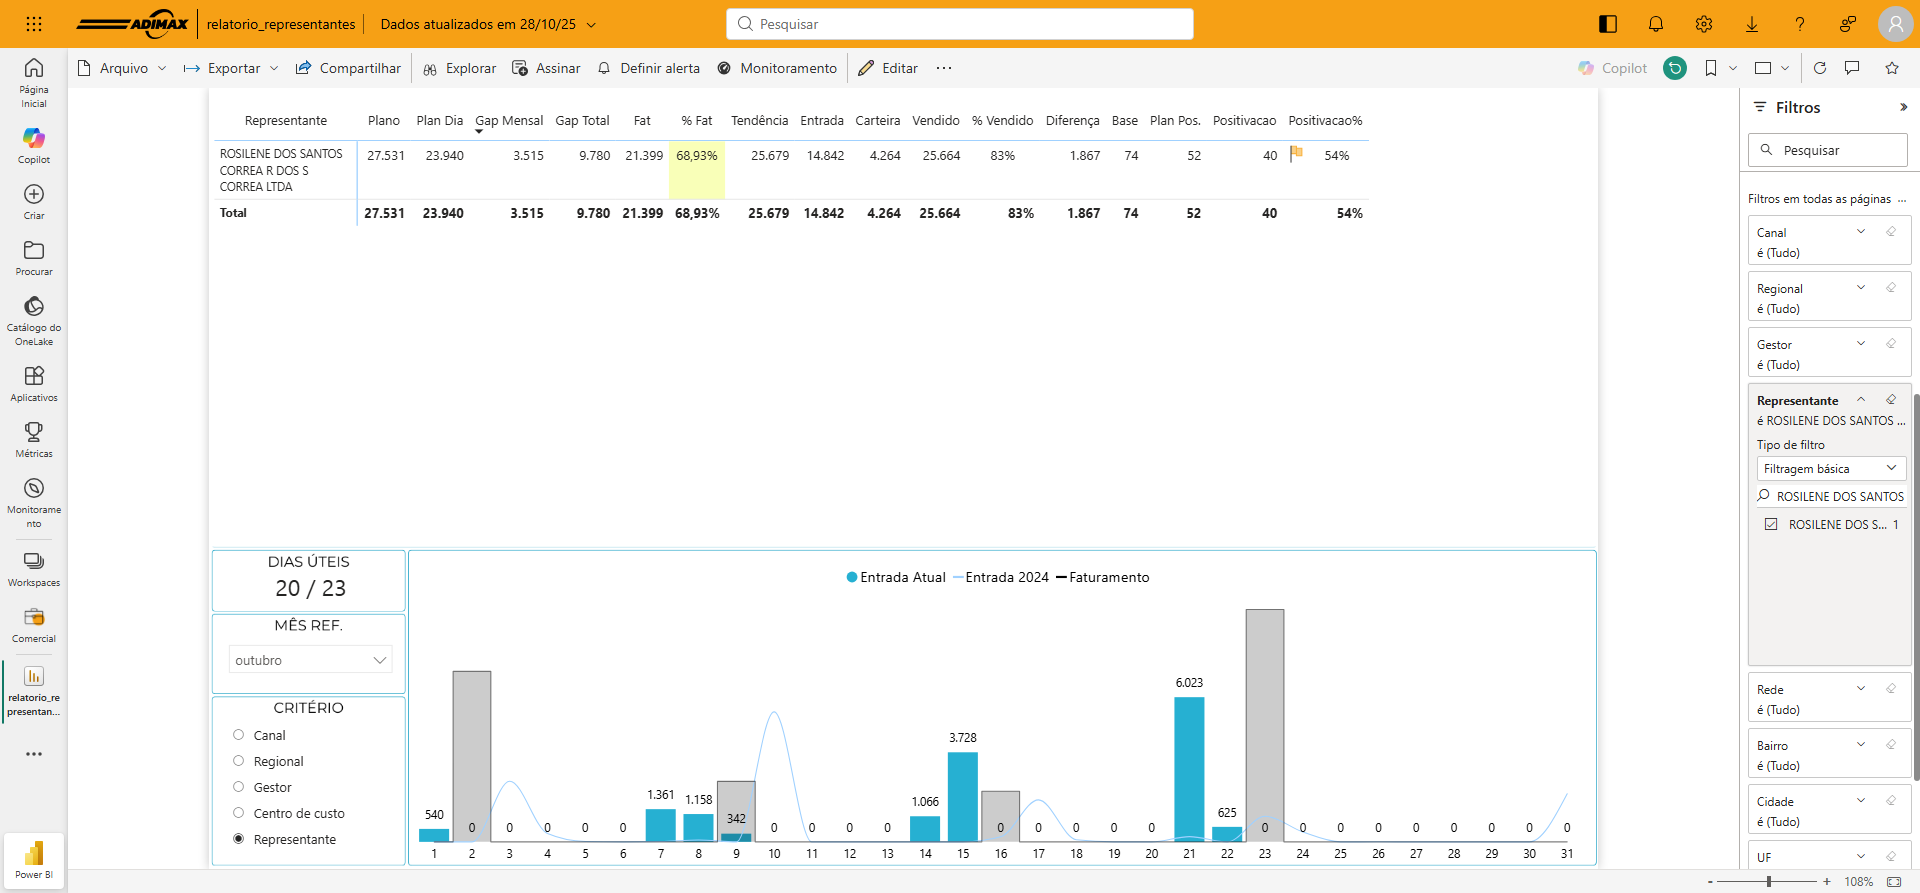 ADIMAX
relatorio_representantes
Dados atualizados em 28/10/25
Pesquisar
Arquivo
Exportar
Compartilhar
Explorar
Assinar
Definir alerta
Monitoramento
Editar
Copilot
Página
Inicial
Copilot
Criar
Procurar
Catálogo do
OneLake
Aplicativos
Métricas
Monitorame
nto
Workspaces
Comercial
relatorio_re
presentan...
Power BI
Representante Plano Plan Dia Gap Mensal Gap Total Fat % Fat Tendência Entrada Carteira Vendido % Vendido Diferença Base Plan Pos. Positivacao Positivacao%
ROSILENE DOS SANTOS
CORREA R DOS S
CORREA LTDA
27.531 23.940 3.515 9.780 21.399 68,93% 25.679 14.842 4.264 25.664 83% 1.867 74 52 40 54%
Total 27.531 23.940 3.515 9.780 21.399 68,93% 25.679 14.842 4.264 25.664 83% 1.867 74 52 40 54%
DIAS ÚTEIS
20 / 23
MÊS REF.
outubro
CRITÉRIO
Canal
Regional
Gestor
Centro de custo
Representante
Entrada Atual Entrada 2024 Faturamento
540 0 0 0 0 0 1.361 1.158 342 0 0 0 0 1.066 3.728 0 0 0 0 0 6.023 625 0 0 0 0 0 0 0 0 0
1 2 3 4 5 6 7 8 9 10 11 12 13 14 15 16 17 18 19 20 21 22 23 24 25 26 27 28 29 30 31
Filtros
Pesquisar
Filtros em todas as páginas ...
Canal
é (Tudo)
Regional
é (Tudo)
Gestor
é (Tudo)
Representante
é ROSILENE DOS SANTOS ...
Tipo de filtro
Filtragem básica
ROSILENE DOS SANTOS
ROSILENE DOS S... 1
Rede
é (Tudo)
Bairro
é (Tudo)
Cidade
é (Tudo)
UF
- + 108%